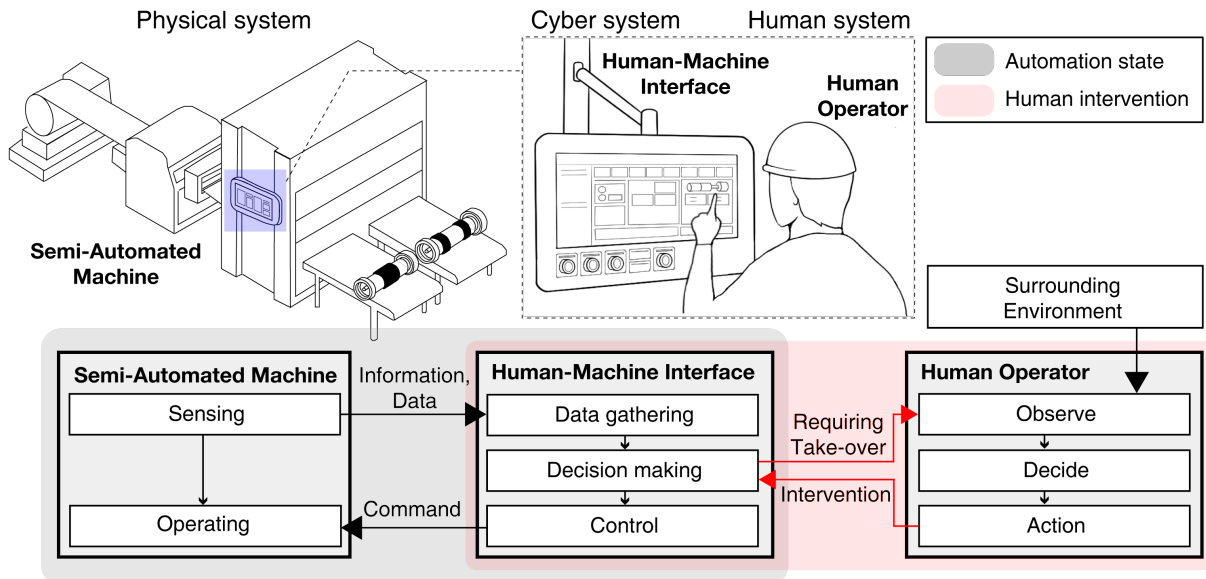 Physical system
Cyber system
Human system
Human-Machine
Interface
Human
Operator
Automation state
Human intervention
Semi-Automated
Machine
Surrounding
Environment
Semi-Automated Machine
Sensing
Operating
Information,
Data
Command
Human-Machine Interface
Data gathering
Decision making
Control
Requiring
Take-over
Intervention
Human Operator
Observe
Decide
Action